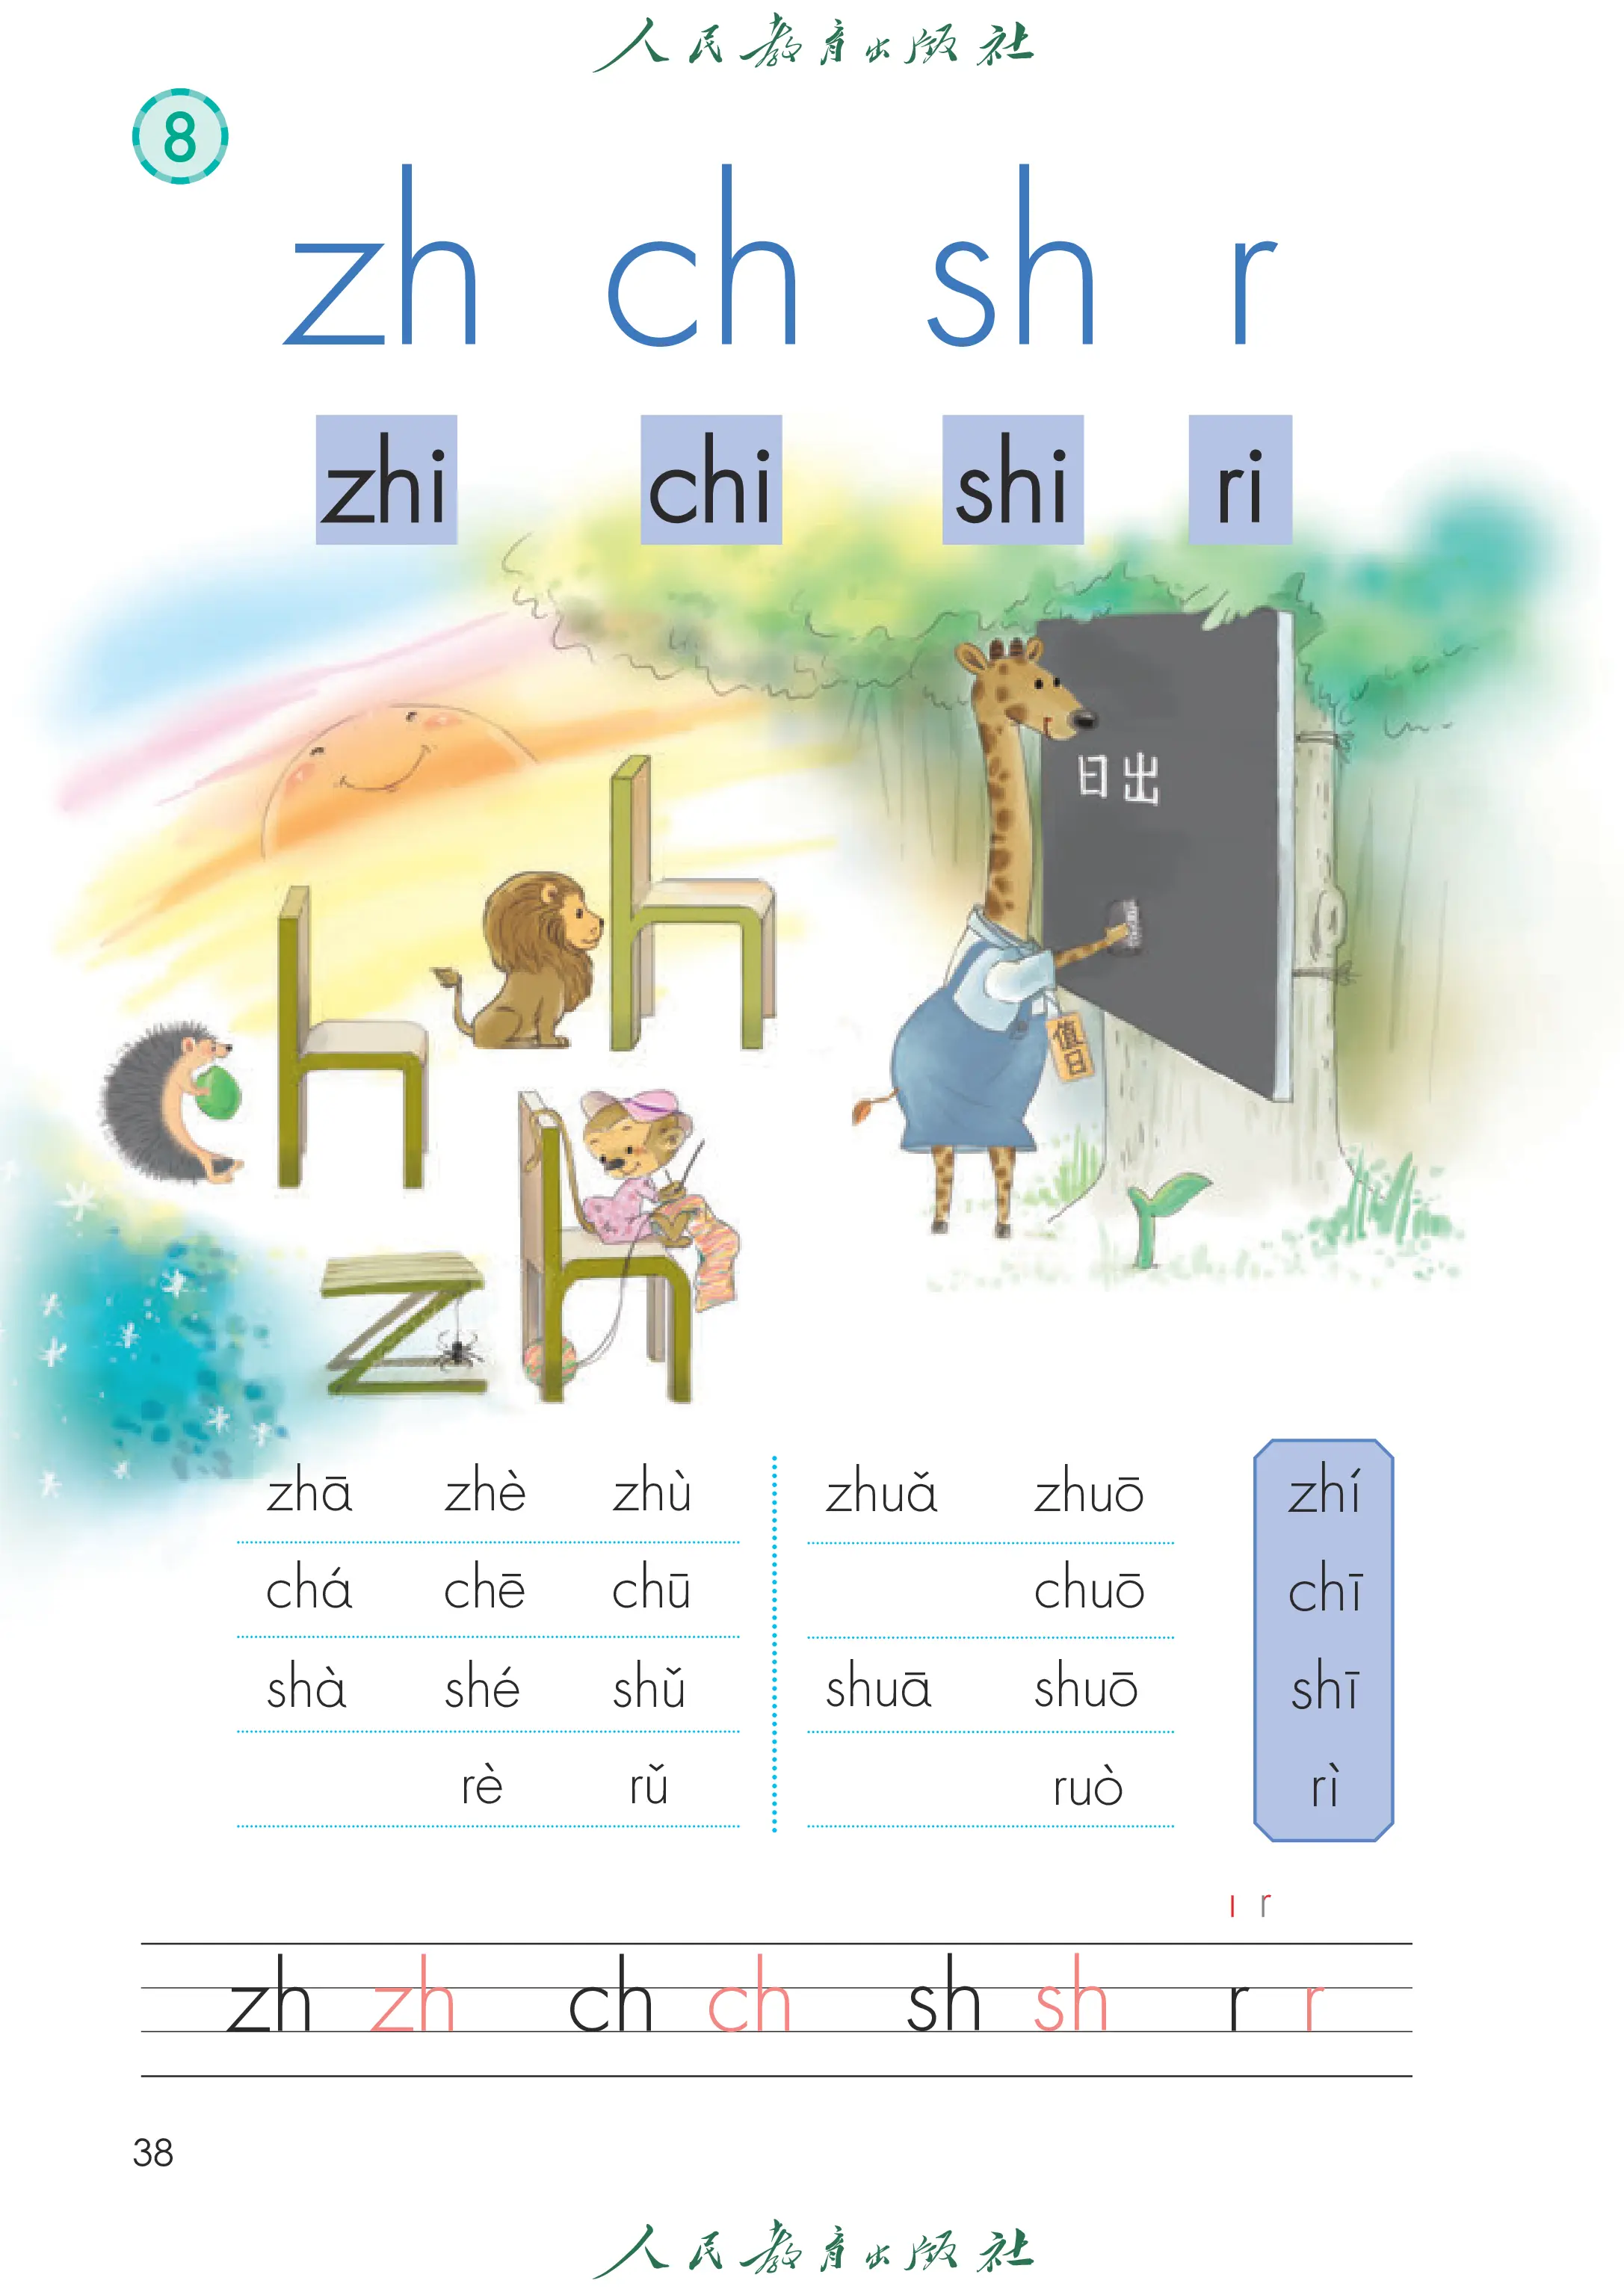 人民教育出版社
8
zh ch sh r
zhi chi shi ri
日出
值日
zhā zhè zhù zhuǎ zhuō zhí
chá chē chū chuō chī
shà shé shǔ shuā shuō shī
rè rǔ ruò rì
ı r
zh zh ch ch sh sh r r
38
人民教育出版社